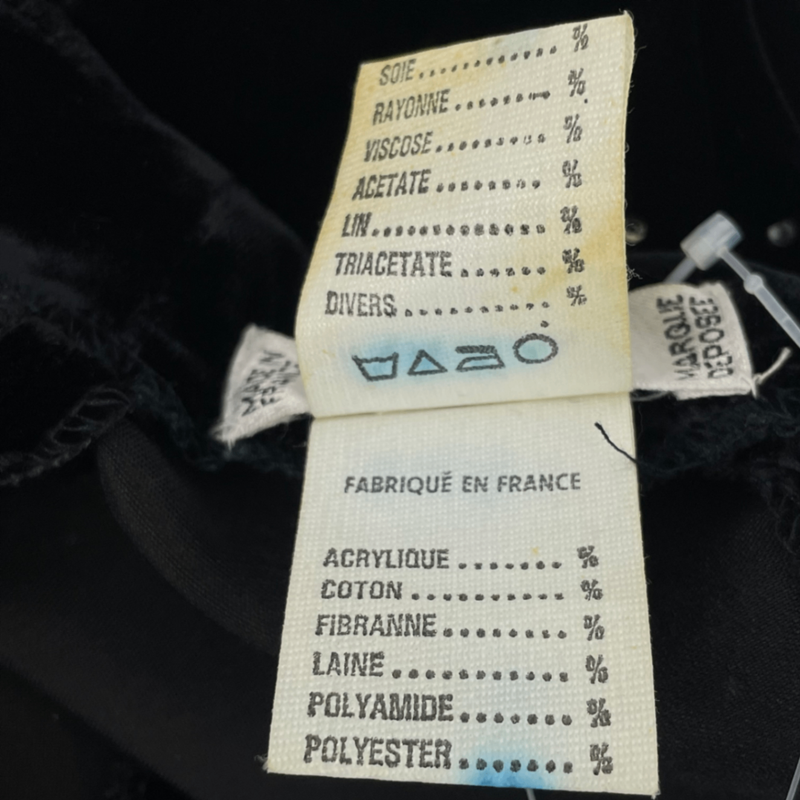 SOIE............%
RAYONNE..........%
VISCOSE..........%
ACETATE.........%
LIN...............%
TRIACETATE......%
DIVERS...........%
MADE IN
FRANCE
MARQUE
DEPOSEE
FABRIQUÉ EN FRANCE
ACRYLIQUE.......%
COTON...........%
FIBRANNE........%
LAINE............%
POLYAMIDE.......%
POLYESTER.......%